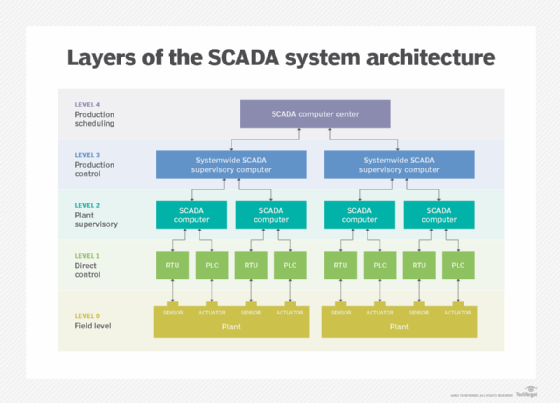 Layers of the SCADA system architecture
LEVEL 4
Production
scheduling
SCADA computer center
LEVEL 3
Production
control
Systemwide SCADA
supervisory computer
Systemwide SCADA
supervisory computer
LEVEL 2
Plant
supervisory
SCADA
computer
SCADA
computer
SCADA
computer
SCADA
computer
LEVEL 1
Direct
control
RTU PLC RTU PLC RTU PLC RTU PLC
LEVEL 0
Field level
SENSOR ACTUATOR SENSOR ACTUATOR SENSOR ACTUATOR SENSOR ACTUATOR
Plant Plant
TechTarget